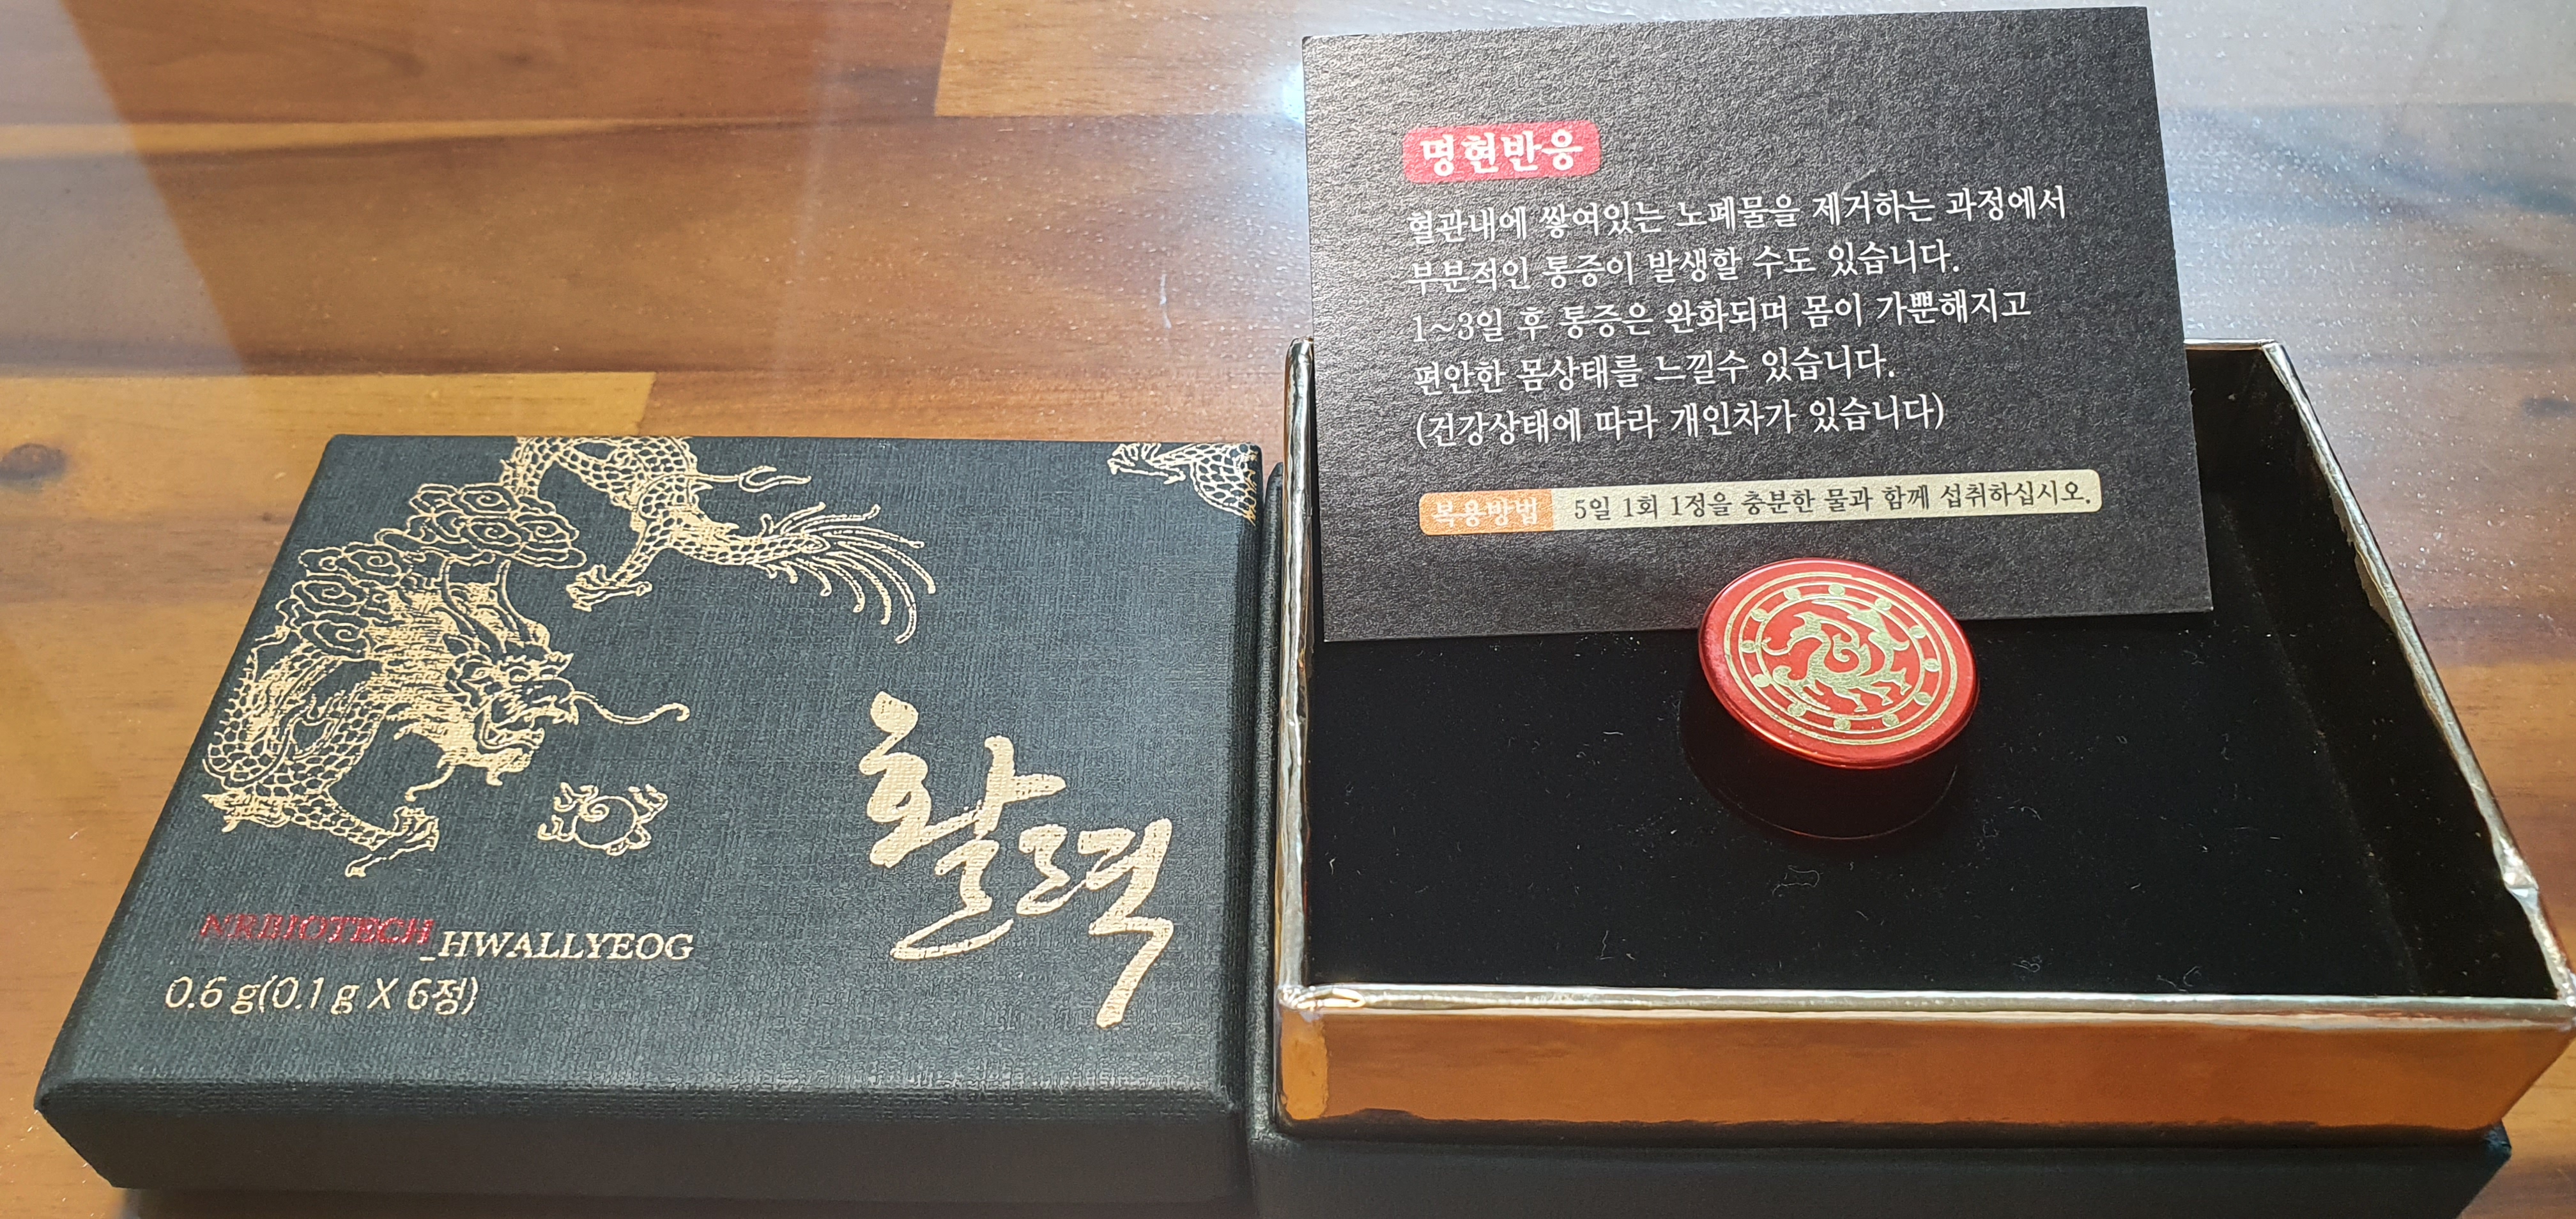 활력
NRBIOTECH_HWALLYEOG
0.6 g(0.1 g X 6정)
명현반응
혈관내에 쌓여있는 노폐물을 제거하는 과정에서
부분적인 통증이 발생할 수도 있습니다.
1~3일 후 통증은 완화되며 몸이 가뿐해지고
편안한 몸상태를 느낄수 있습니다.
(건강상태에 따라 개인차가 있습니다)
복용방법 5일 1회 1정을 충분한 물과 함께 섭취하십시오.